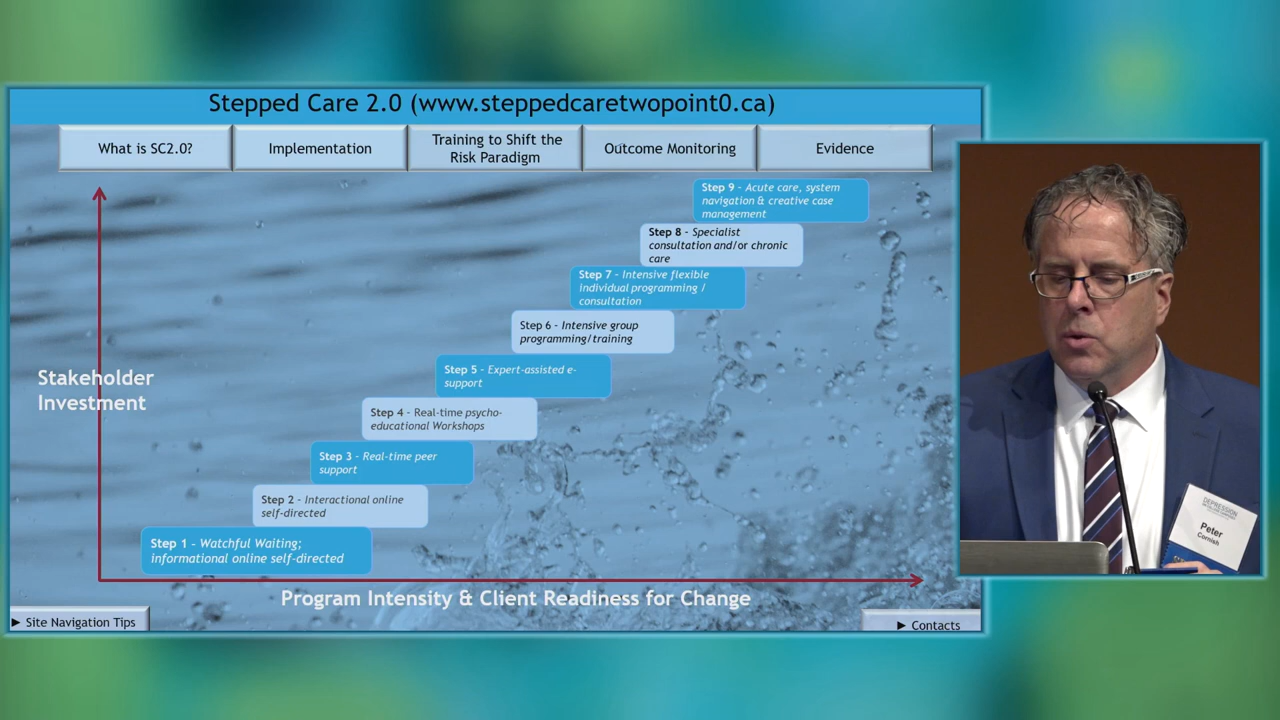 Stepped Care 2.0 (www.steppedcaretwopoint0.ca)
What is SC2.0?
Implementation
Training to Shift the
Risk Paradigm
Outcome Monitoring
Evidence
Step 9 - Acute care, system
navigation & creative case
management
Step 8 - Specialist
consultation and/or chronic
care
Step 7 - Intensive flexible
individual programming /
consultation
Step 6 - Intensive group
programming/training
Step 5 - Expert-assisted e-
support
Step 4 - Real-time psycho-
educational Workshops
Step 3 - Real-time peer
support
Step 2 - Interactional online
self-directed
Step 1 - Watchful Waiting;
informational online self-directed
Stakeholder
Investment
Program Intensity & Client Readiness for Change
► Site Navigation Tips
► Contacts
DEPRESSION
Peter
Cornish